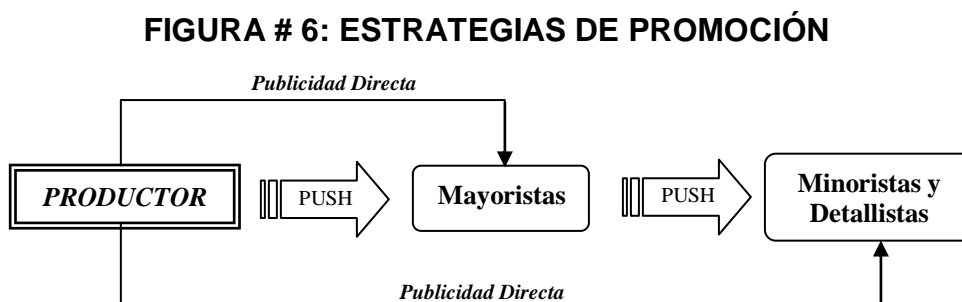 FIGURA # 6: ESTRATEGIAS DE PROMOCIÓN
Publicidad Directa
PRODUCTOR
PUSH
Mayoristas
PUSH
Minoristas y
Detallistas
Publicidad Directa